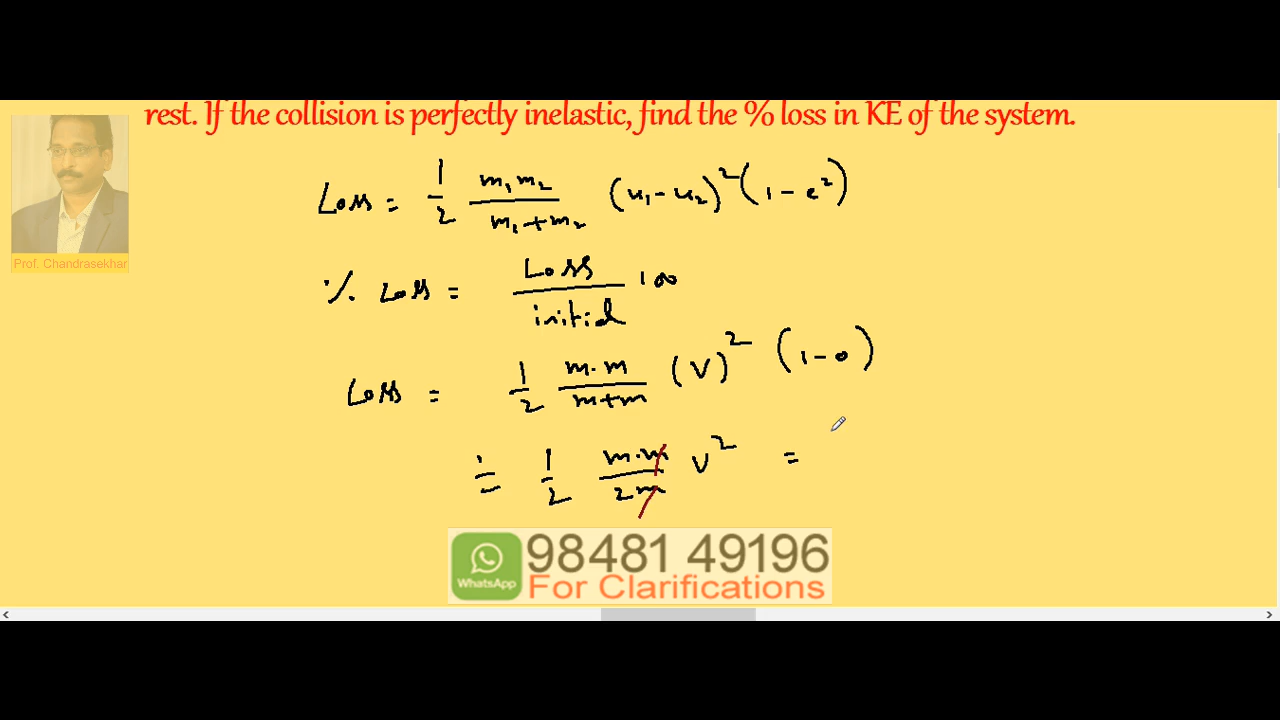 rest. If the collision is perfectly inelastic, find the % loss in KE of the system.
Prof. Chandrasekhar
Loss = 1/2 m₁m₂/(m₁+m₂) (u₁-u₂)² (1-e²)
% Loss = Loss/initial 100
Loss = 1/2 m.m/(m+m) (V)² (1-0)
= 1/2 m.m/2m V² =
98481 49196
WhatsApp
For Clarifications